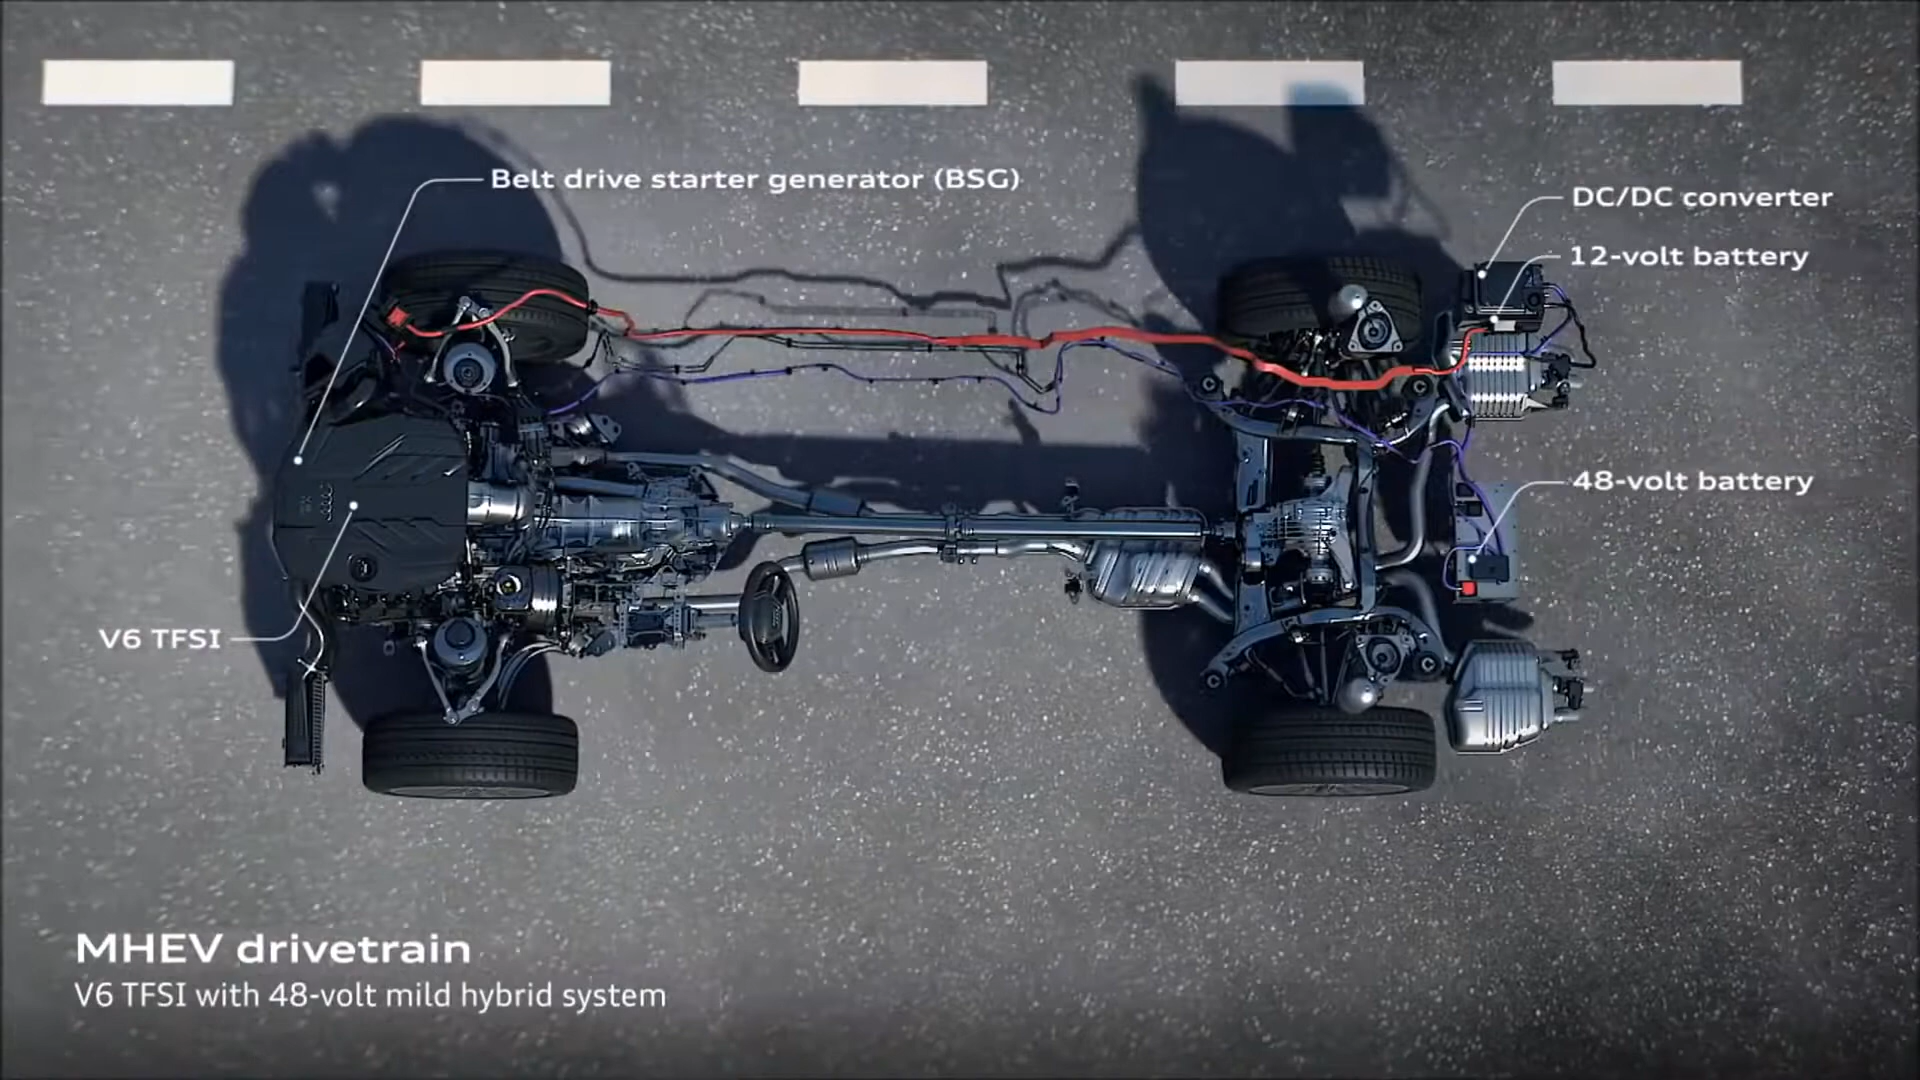 Belt drive starter generator (BSG)
DC/DC converter
12-volt battery
48-volt battery
V6 TFSI
MHEV drivetrain
V6 TFSI with 48-volt mild hybrid system